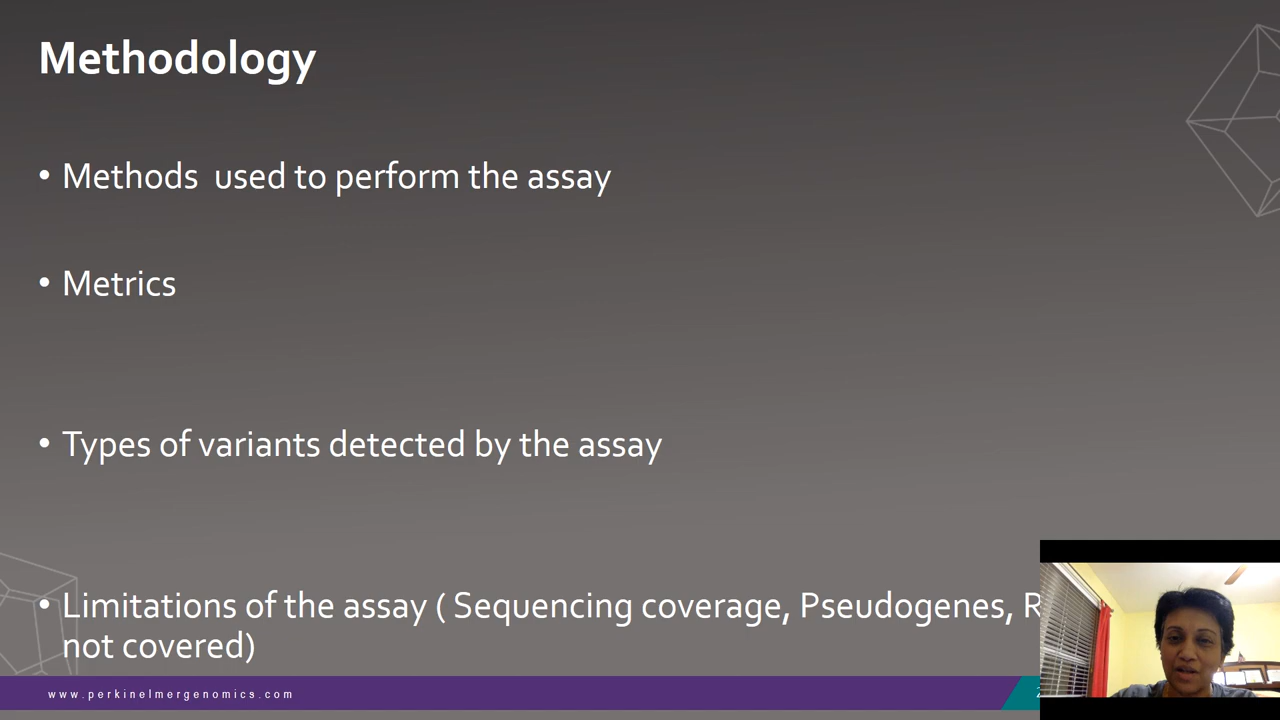 Methodology
• Methods used to perform the assay
• Metrics
• Types of variants detected by the assay
• Limitations of the assay ( Sequencing coverage, Pseudogenes,
not covered)
www.perkinelmergenomics.com